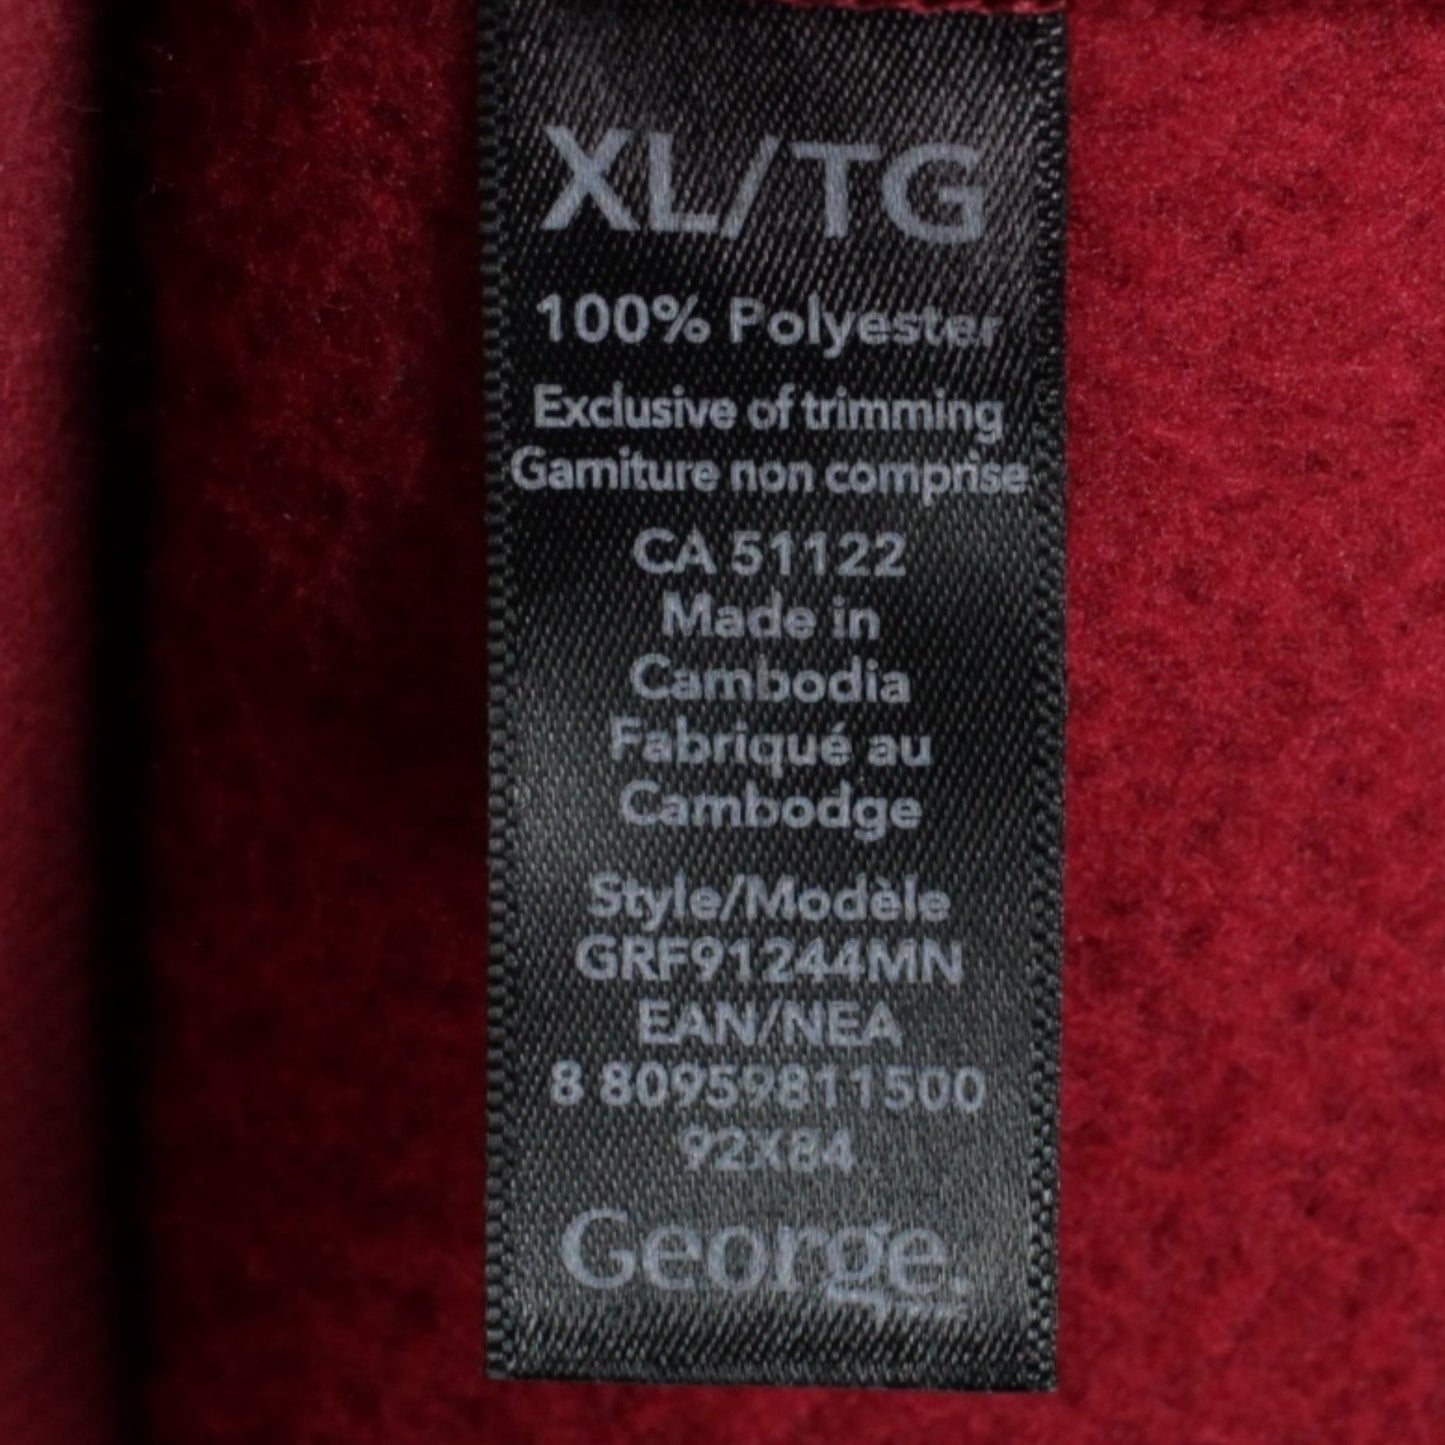 XL/TG
100% Polyester
Exclusive of trimming
Garniture non comprise
CA 51122
Made in
Cambodia
Fabriqué au
Cambodge
Style/Modèle
GRF91244MN
EAN/NEA
8 80959811500
92X84
George.